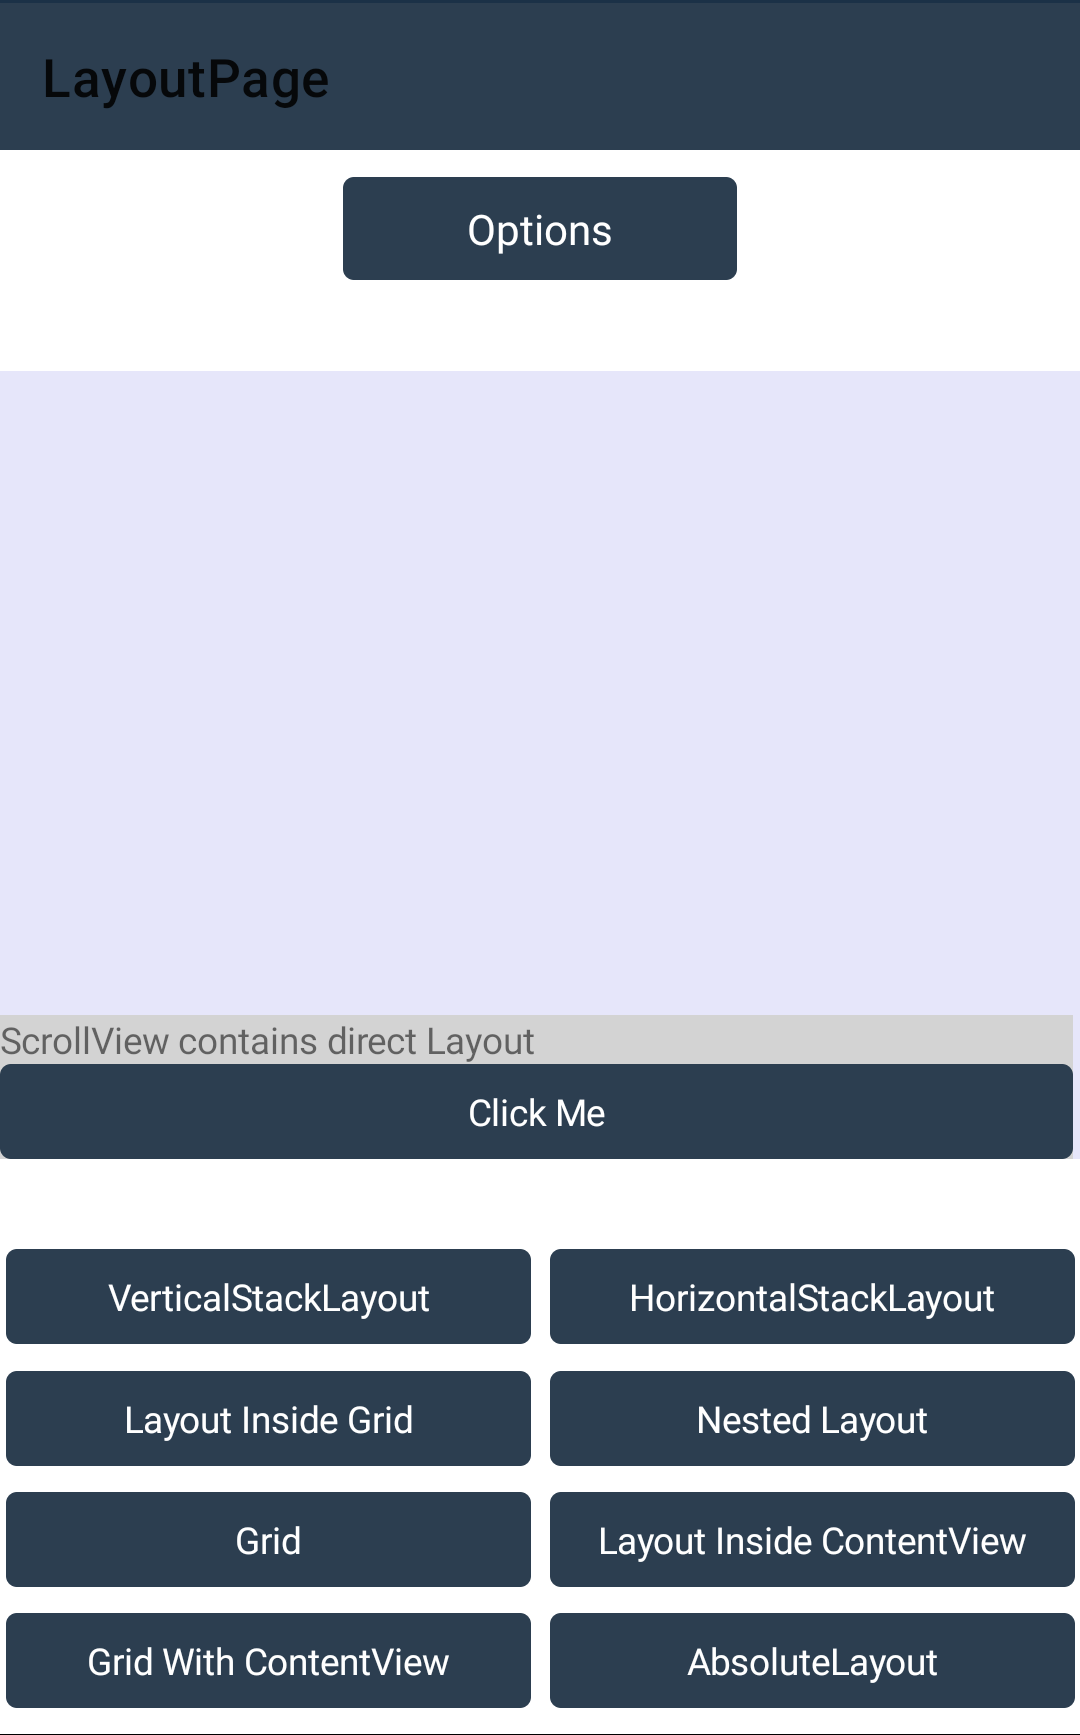 LayoutPage
Options
ScrollView contains direct Layout
Click Me
VerticalStackLayout
HorizontalStackLayout
Layout Inside Grid
Nested Layout
Grid
Layout Inside ContentView
Grid With ContentView
AbsoluteLayout